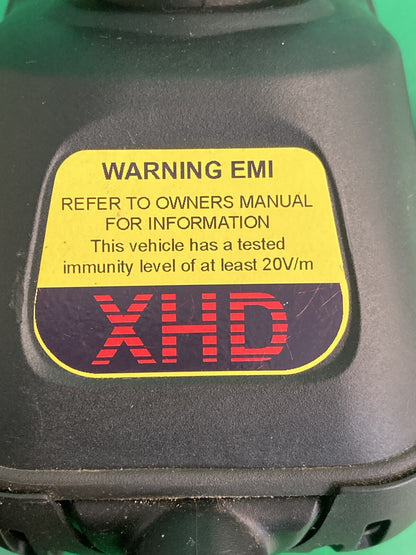 WARNING EMI
REFER TO OWNERS MANUAL
FOR INFORMATION
This vehicle has a tested
immunity level of at least 20V/m
XHD